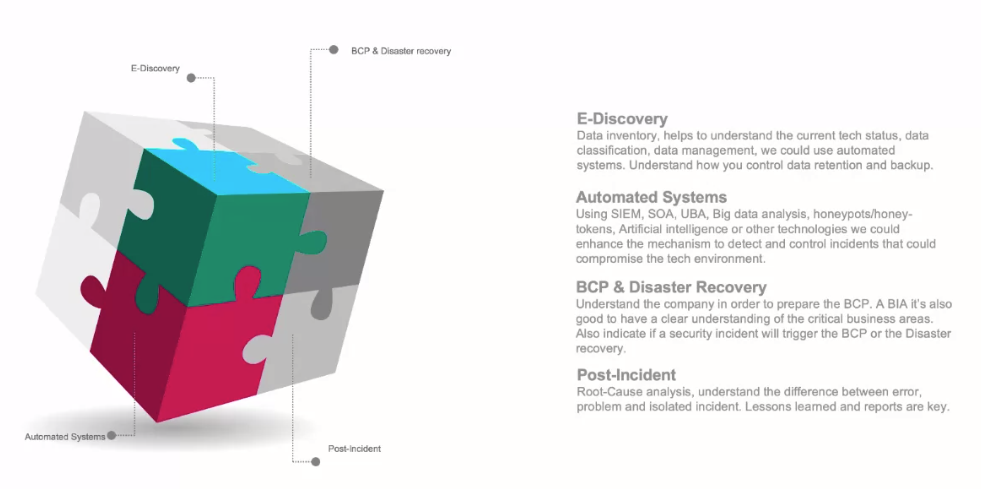 BCP & Disaster recovery
E-Discovery
Automated Systems
Post-Incident
E-Discovery
Data inventory, helps to understand the current tech status, data
classification, data management, we could use automated
systems. Understand how you control data retention and backup.
Automated Systems
Using SIEM, SOA, UBA, Big data analysis, honeypots/honey-
tokens, Artificial intelligence or other technologies we could
enhance the mechanism to detect and control incidents that could
compromise the tech environment.
BCP & Disaster Recovery
Understand the company in order to prepare the BCP. A BIA it's also
good to have a clear understanding of the critical business areas.
Also indicate if a security incident will trigger the BCP or the Disaster
recovery.
Post-Incident
Root-Cause analysis, understand the difference between error,
problem and isolated incident. Lessons learned and reports are key.